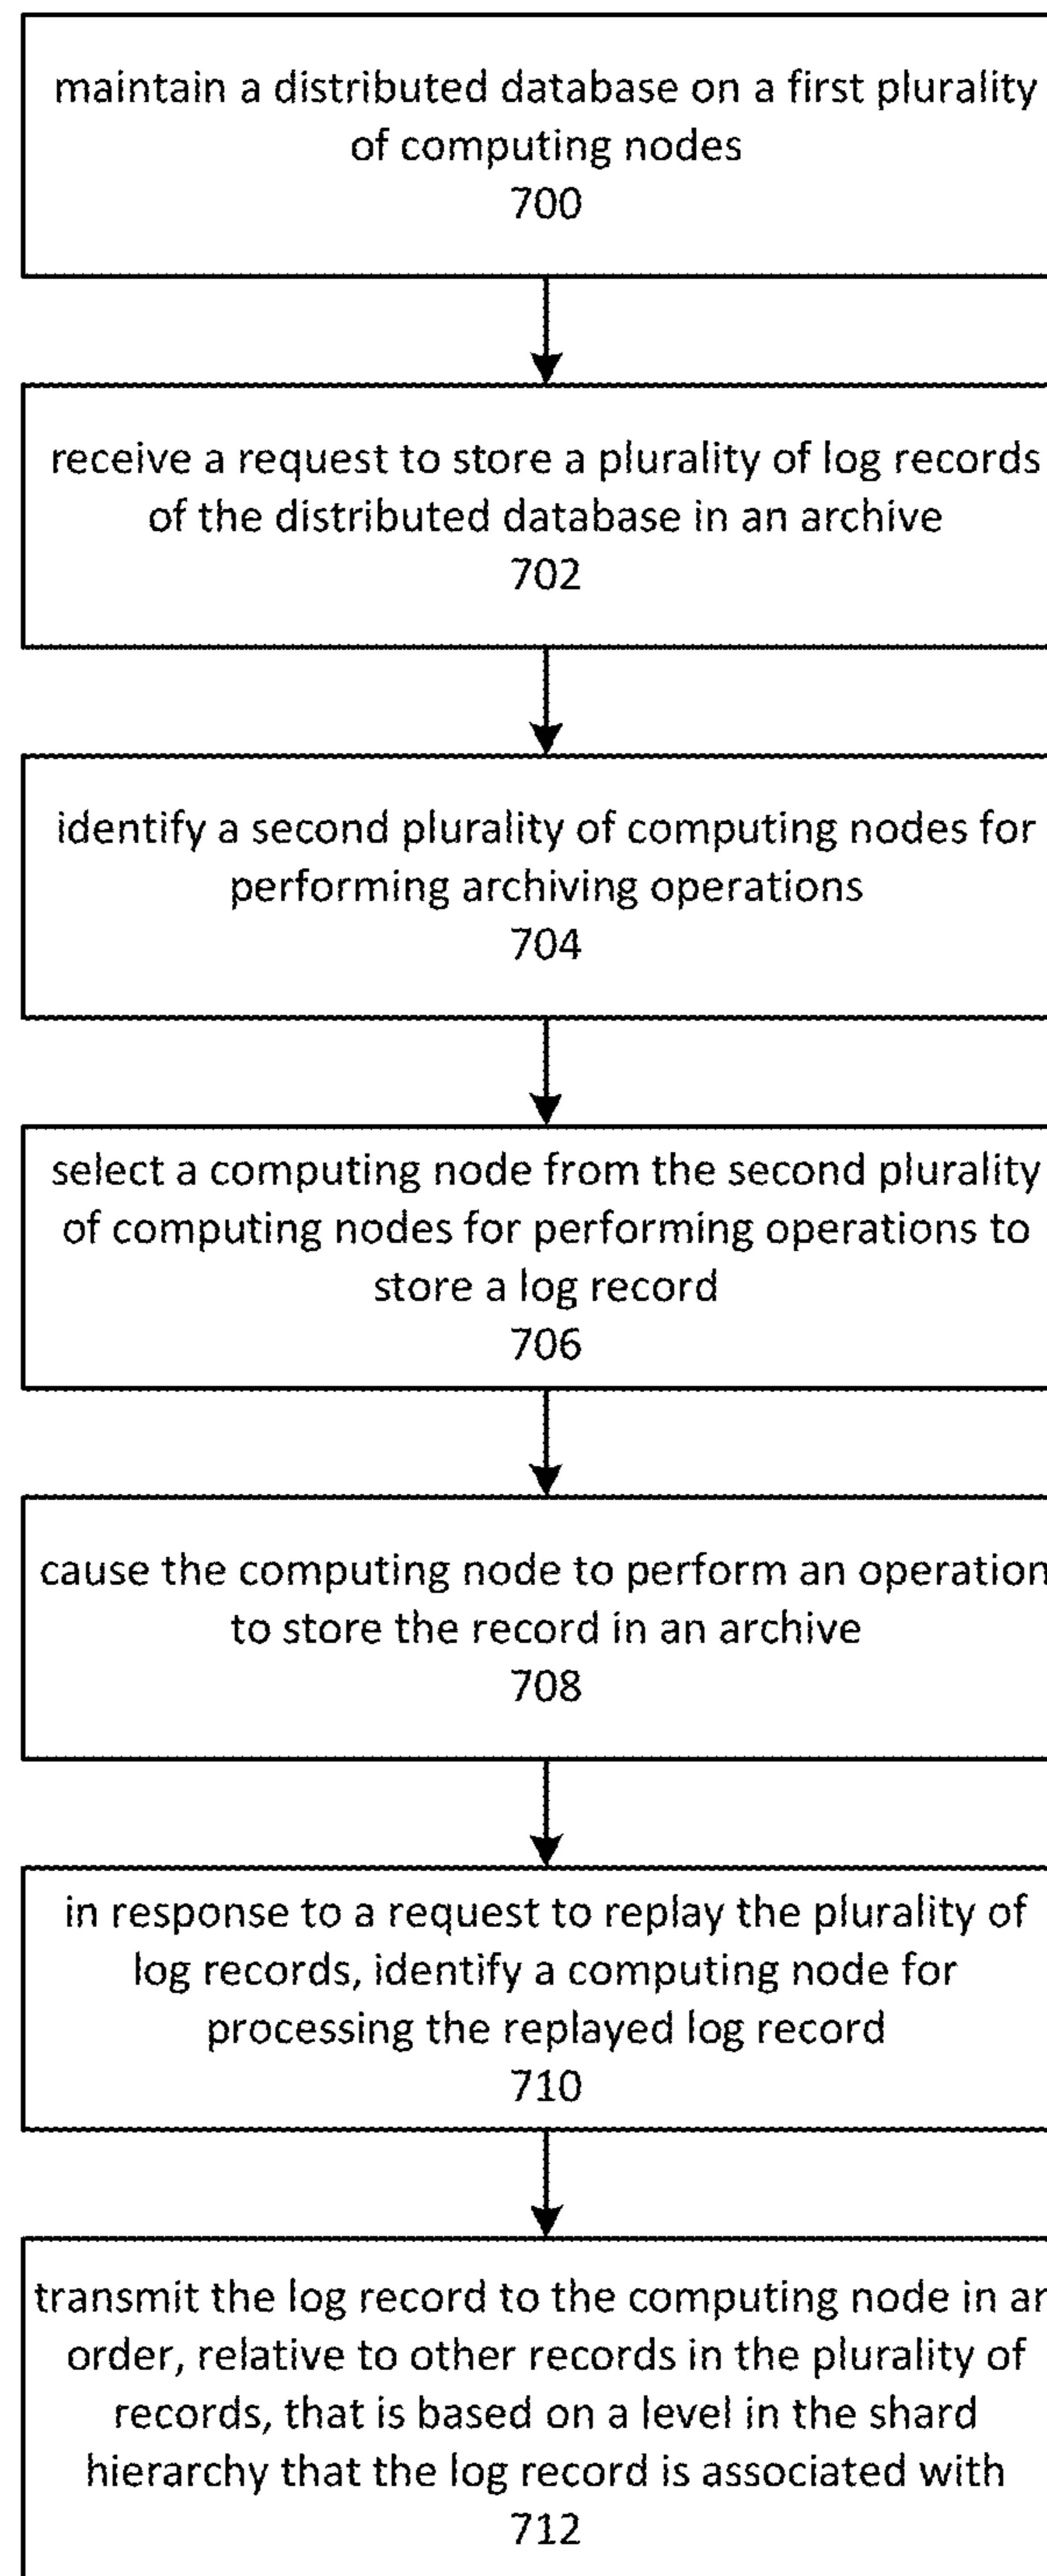 maintain a distributed database on a first plurality
of computing nodes
700
receive a request to store a plurality of log records
of the distributed database in an archive
702
identify a second plurality of computing nodes for
performing archiving operations
704
select a computing node from the second plurality
of computing nodes for performing operations to
store a log record
706
cause the computing node to perform an operation
to store the record in an archive
708
in response to a request to replay the plurality of
log records, identify a computing node for
processing the replayed log record
710
transmit the log record to the computing node in an
order, relative to other records in the plurality of
records, that is based on a level in the shard
hierarchy that the log record is associated with
712